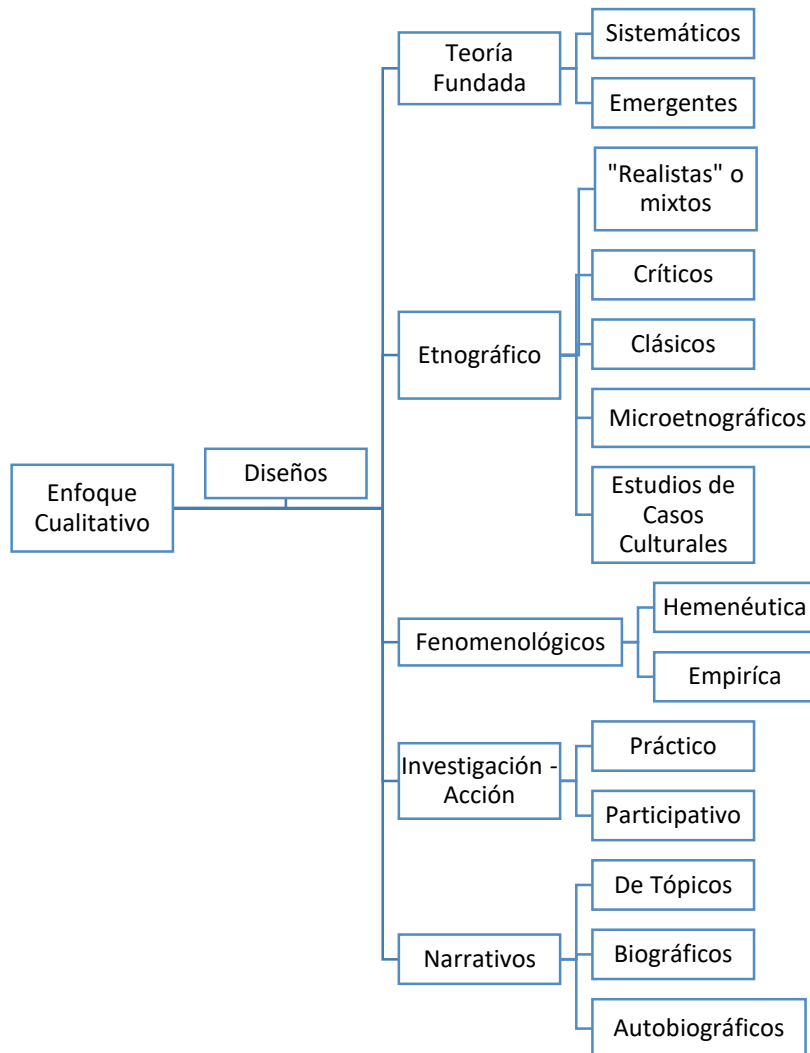 Enfoque
Cualitativo
Diseños
Teoría
Fundada
Sistemáticos
Emergentes
Etnográfico
"Realistas" o
mixtos
Críticos
Clásicos
Microetnográficos
Estudios de
Casos
Culturales
Fenomenológicos
Hemenéutica
Empiríca
Investigación -
Acción
Práctico
Participativo
Narrativos
De Tópicos
Biográficos
Autobiográficos